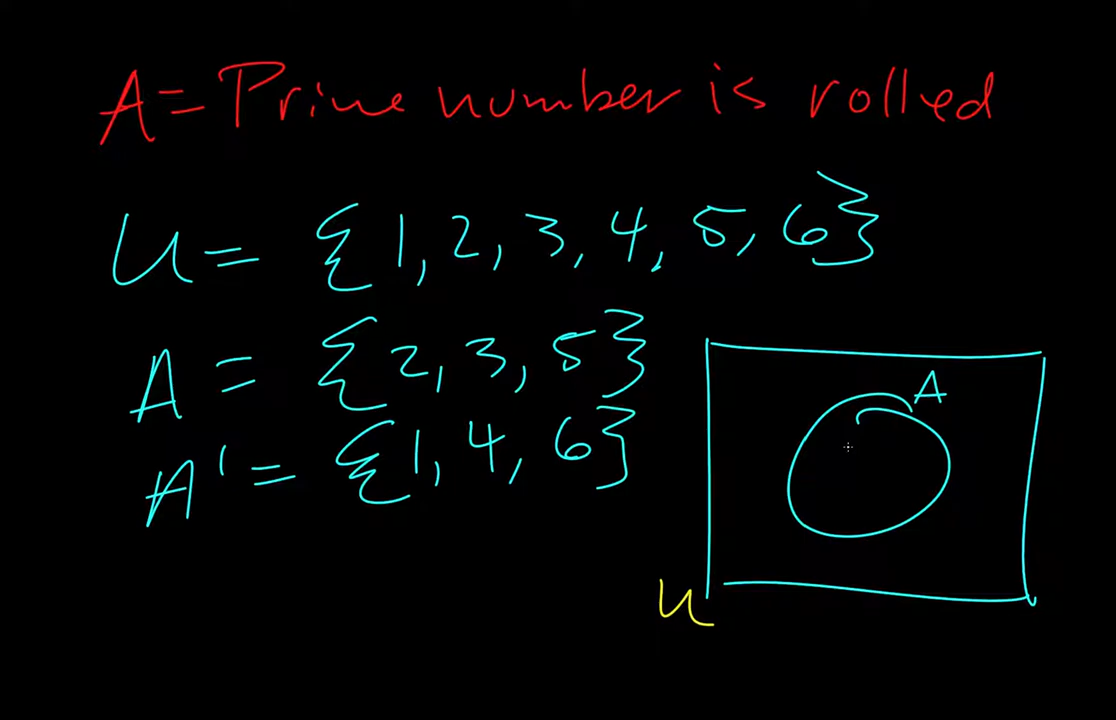 A = Prime number is rolled
U = {1, 2, 3, 4, 5, 6}
A = {2, 3, 5}
A' = {1, 4, 6}
A
U